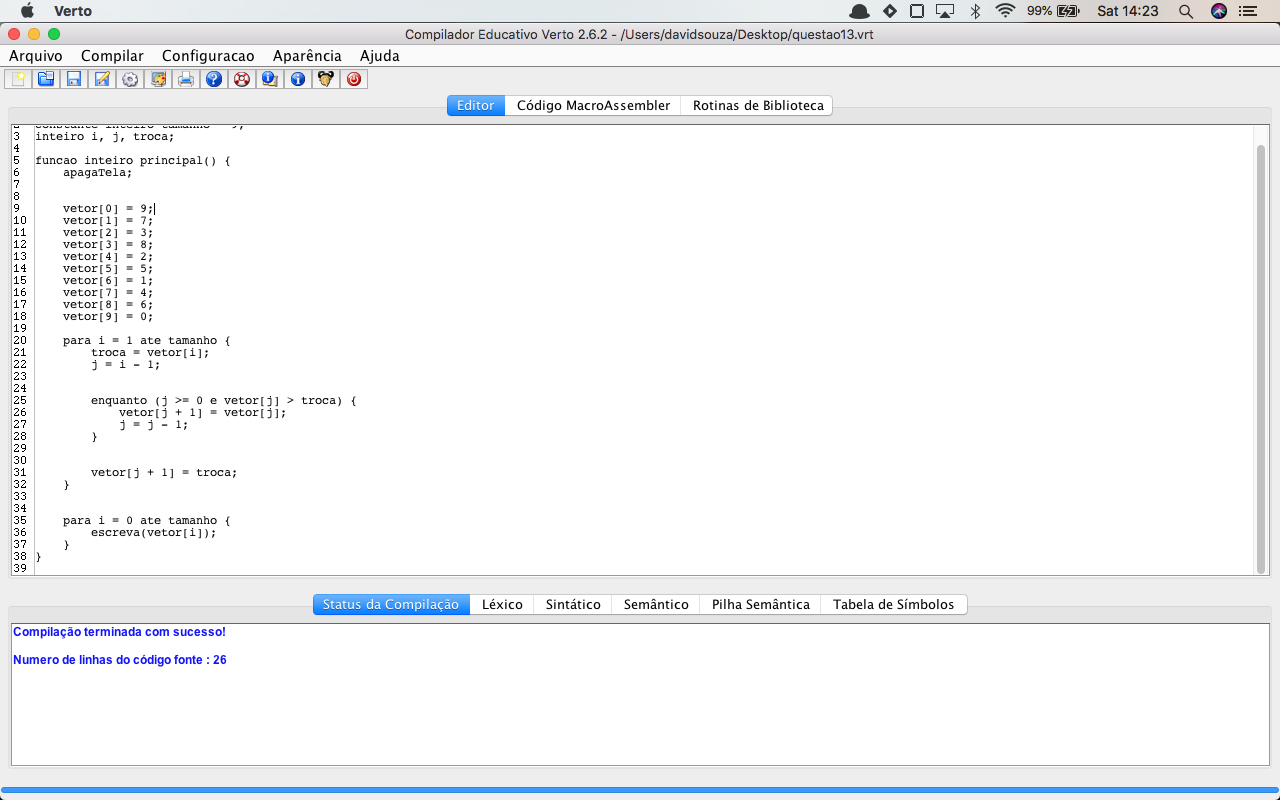 Verto 99% Sat 14:23
Compilador Educativo Verto 2.6.2 - /Users/davidsouza/Desktop/questao13.vrt
Arquivo Compilar Configuracao Aparência Ajuda
Editor Código MacroAssembler Rotinas de Biblioteca
3 inteiro i, j, troca;
4
5 funcao inteiro principal() {
6 apagaTela;
7
8
9 vetor[0] = 9;
10 vetor[1] = 7;
11 vetor[2] = 3;
12 vetor[3] = 8;
13 vetor[4] = 2;
14 vetor[5] = 5;
15 vetor[6] = 1;
16 vetor[7] = 4;
17 vetor[8] = 6;
18 vetor[9] = 0;
19
20 para i = 1 ate tamanho {
21 troca = vetor[i];
22 j = i - 1;
23
24
25 enquanto (j >= 0 e vetor[j] > troca) {
26 vetor[j + 1] = vetor[j];
27 j = j - 1;
28 }
29
30
31 vetor[j + 1] = troca;
32 }
33
34
35 para i = 0 ate tamanho {
36 escreva(vetor[i]);
37 }
38 }
39
Status da Compilação Léxico Sintático Semântico Pilha Semântica Tabela de Símbolos
Compilação terminada com sucesso!
Numero de linhas do código fonte : 26